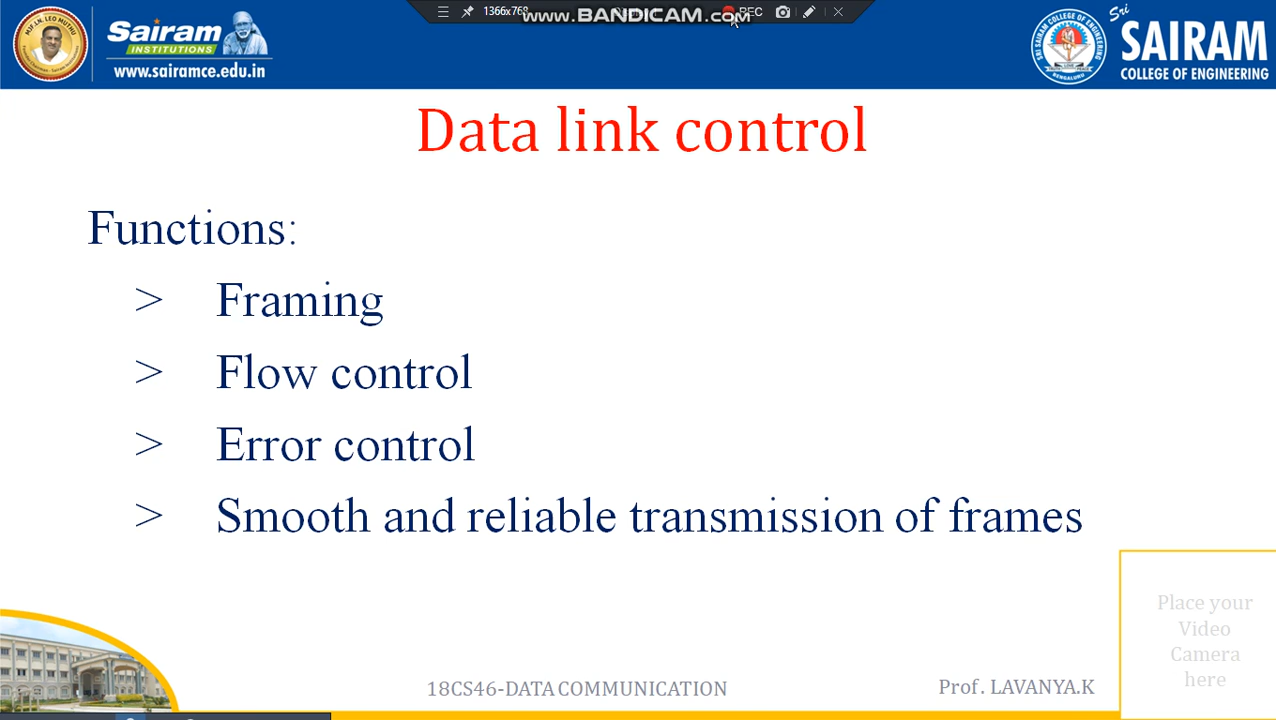 1366x768
www.BANDICAM.com
REC
Sairam
INSTITUTIONS
www.sairamce.edu.in
Sri
SAIRAM
COLLEGE OF ENGINEERING
Data link control
Functions:
> Framing
> Flow control
> Error control
> Smooth and reliable transmission of frames
Place your
Video
Camera
here
18CS46-DATA COMMUNICATION
Prof. LAVANYA.K